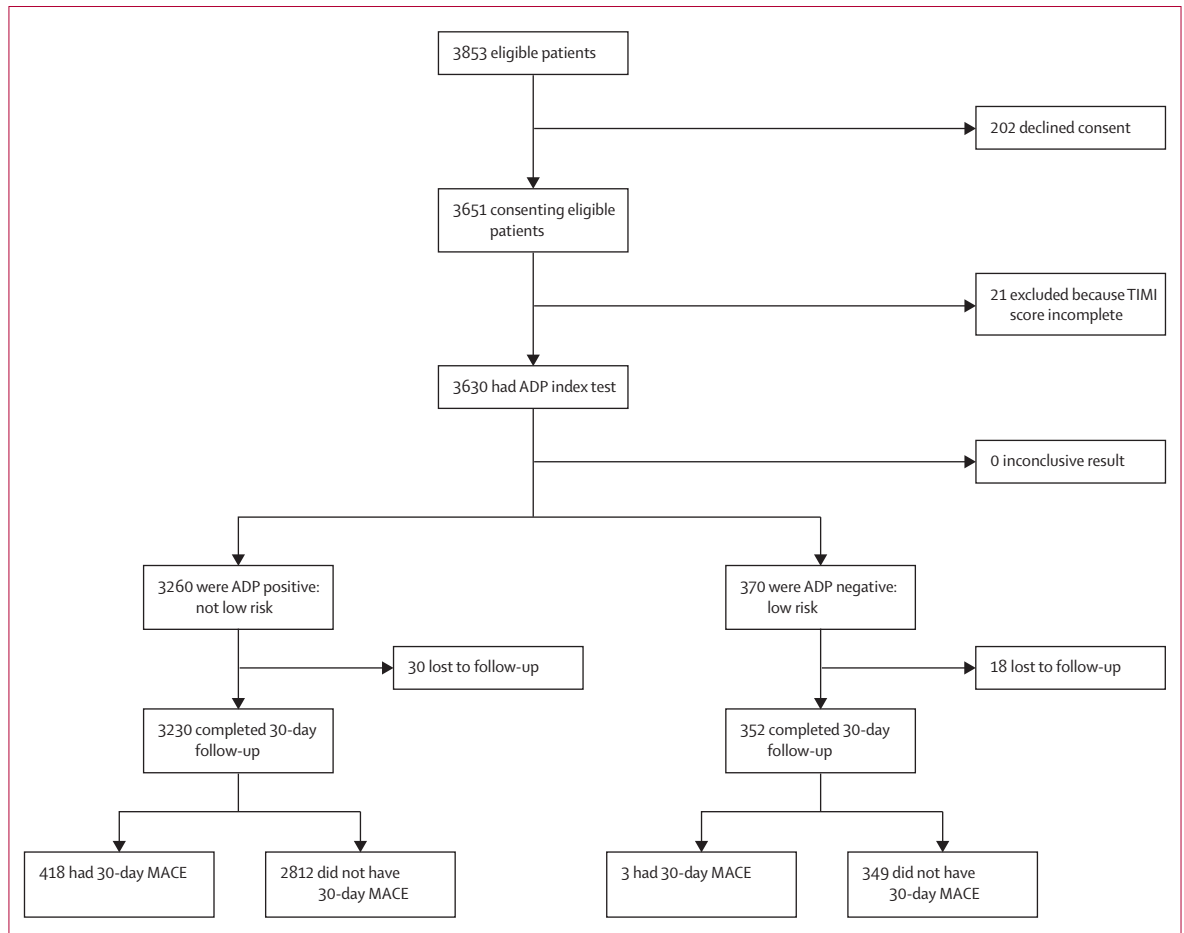 3853 eligible patients
202 declined consent
3651 consenting eligible
patients
21 excluded because TIMI
score incomplete
3630 had ADP index test
0 inconclusive result
3260 were ADP positive:
not low risk
370 were ADP negative:
low risk
30 lost to follow-up
18 lost to follow-up
3230 completed 30-day
follow-up
352 completed 30-day
follow-up
418 had 30-day MACE
2812 did not have
30-day MACE
3 had 30-day MACE
349 did not have
30-day MACE